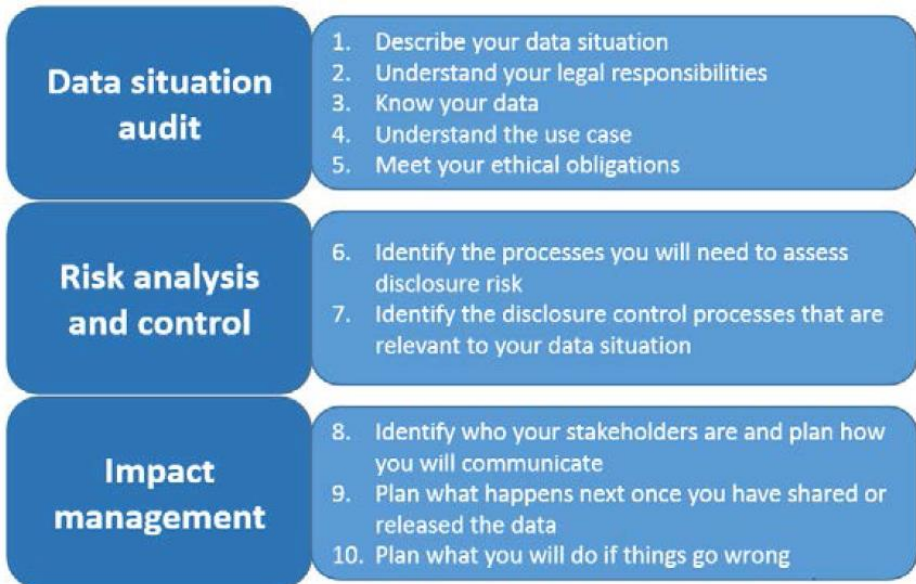 Data situation
audit
1. Describe your data situation
2. Understand your legal responsibilities
3. Know your data
4. Understand the use case
5. Meet your ethical obligations
Risk analysis
and control
6. Identify the processes you will need to assess
disclosure risk
7. Identify the disclosure control processes that are
relevant to your data situation
Impact
management
8. Identify who your stakeholders are and plan how
you will communicate
9. Plan what happens next once you have shared or
released the data
10. Plan what you will do if things go wrong